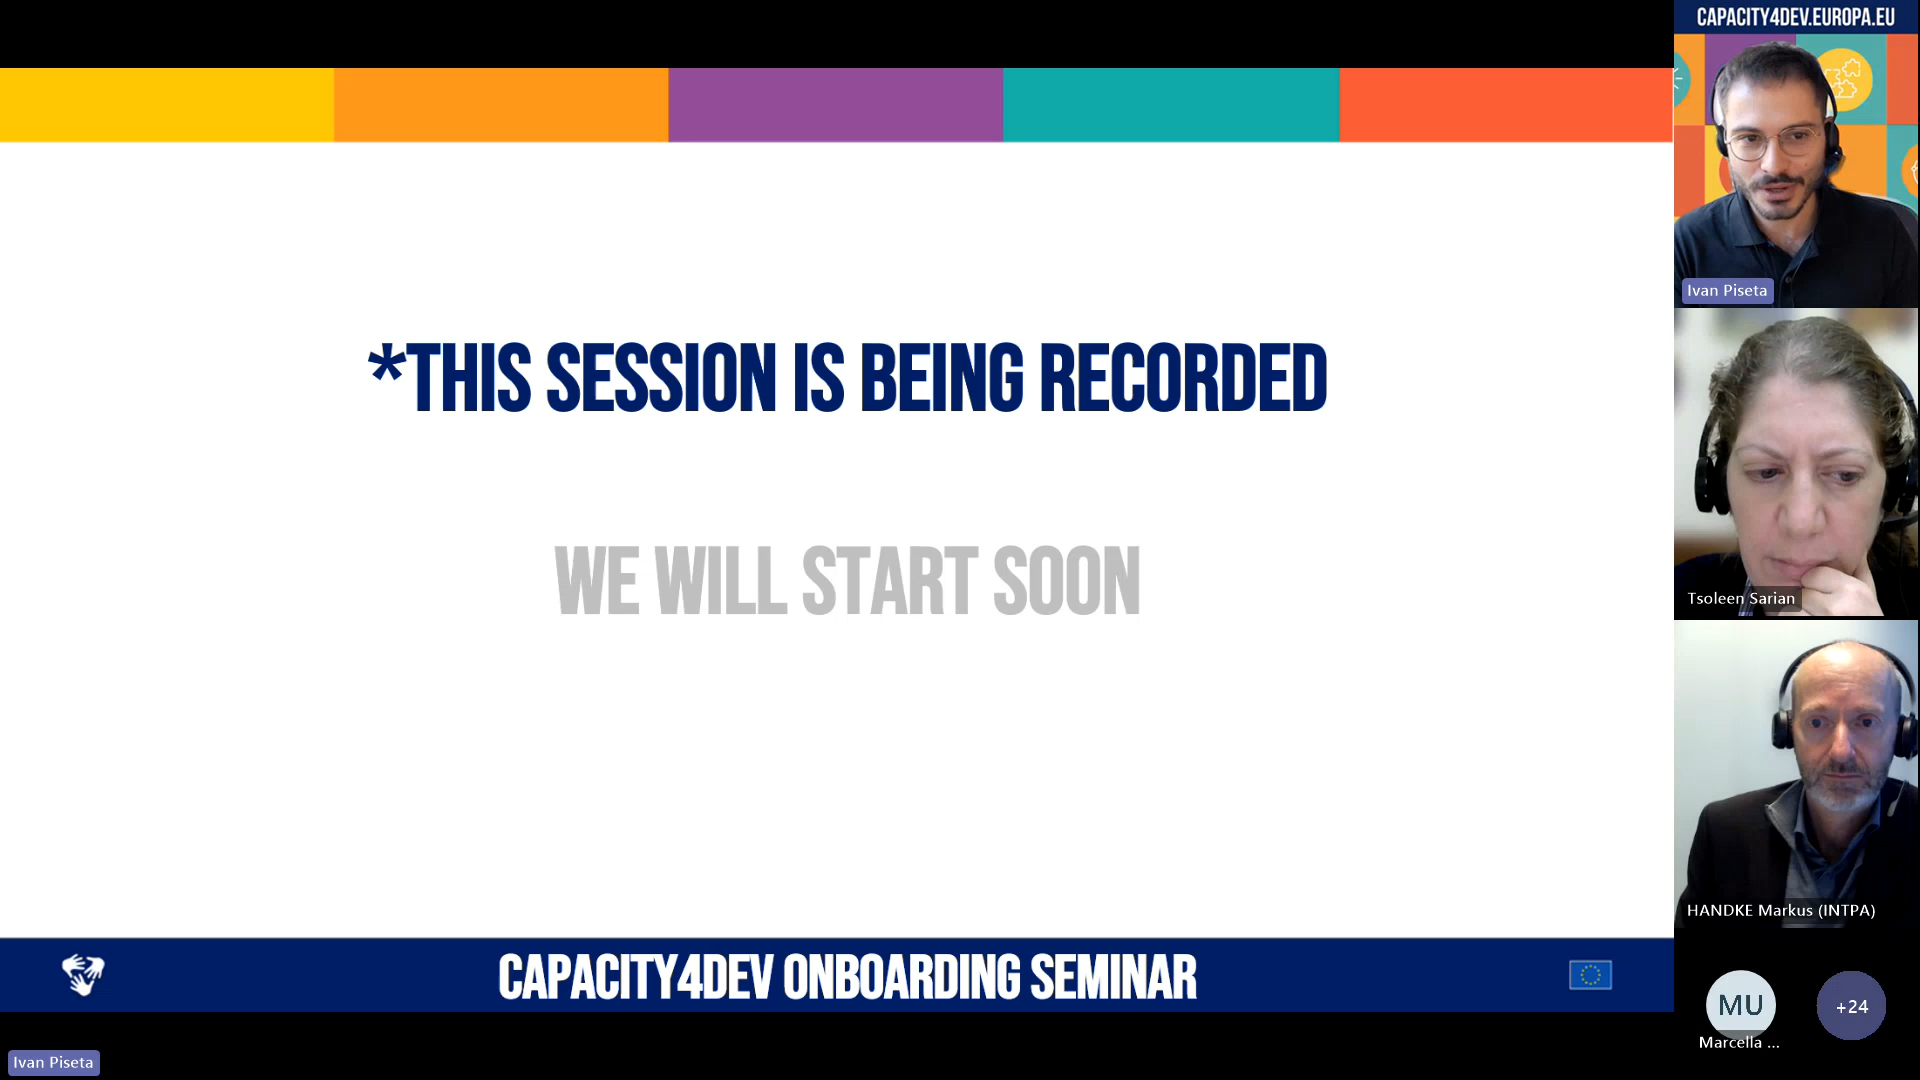 CAPACITY4DEV.EUROPA.EU
*THIS SESSION IS BEING RECORDED
WE WILL START SOON
CAPACITY4DEV ONBOARDING SEMINAR
Ivan Piseta
Ivan Piseta
Tsoleen Sarian
HANDKE Markus (INTPA)
MU
Marcella ...
+24